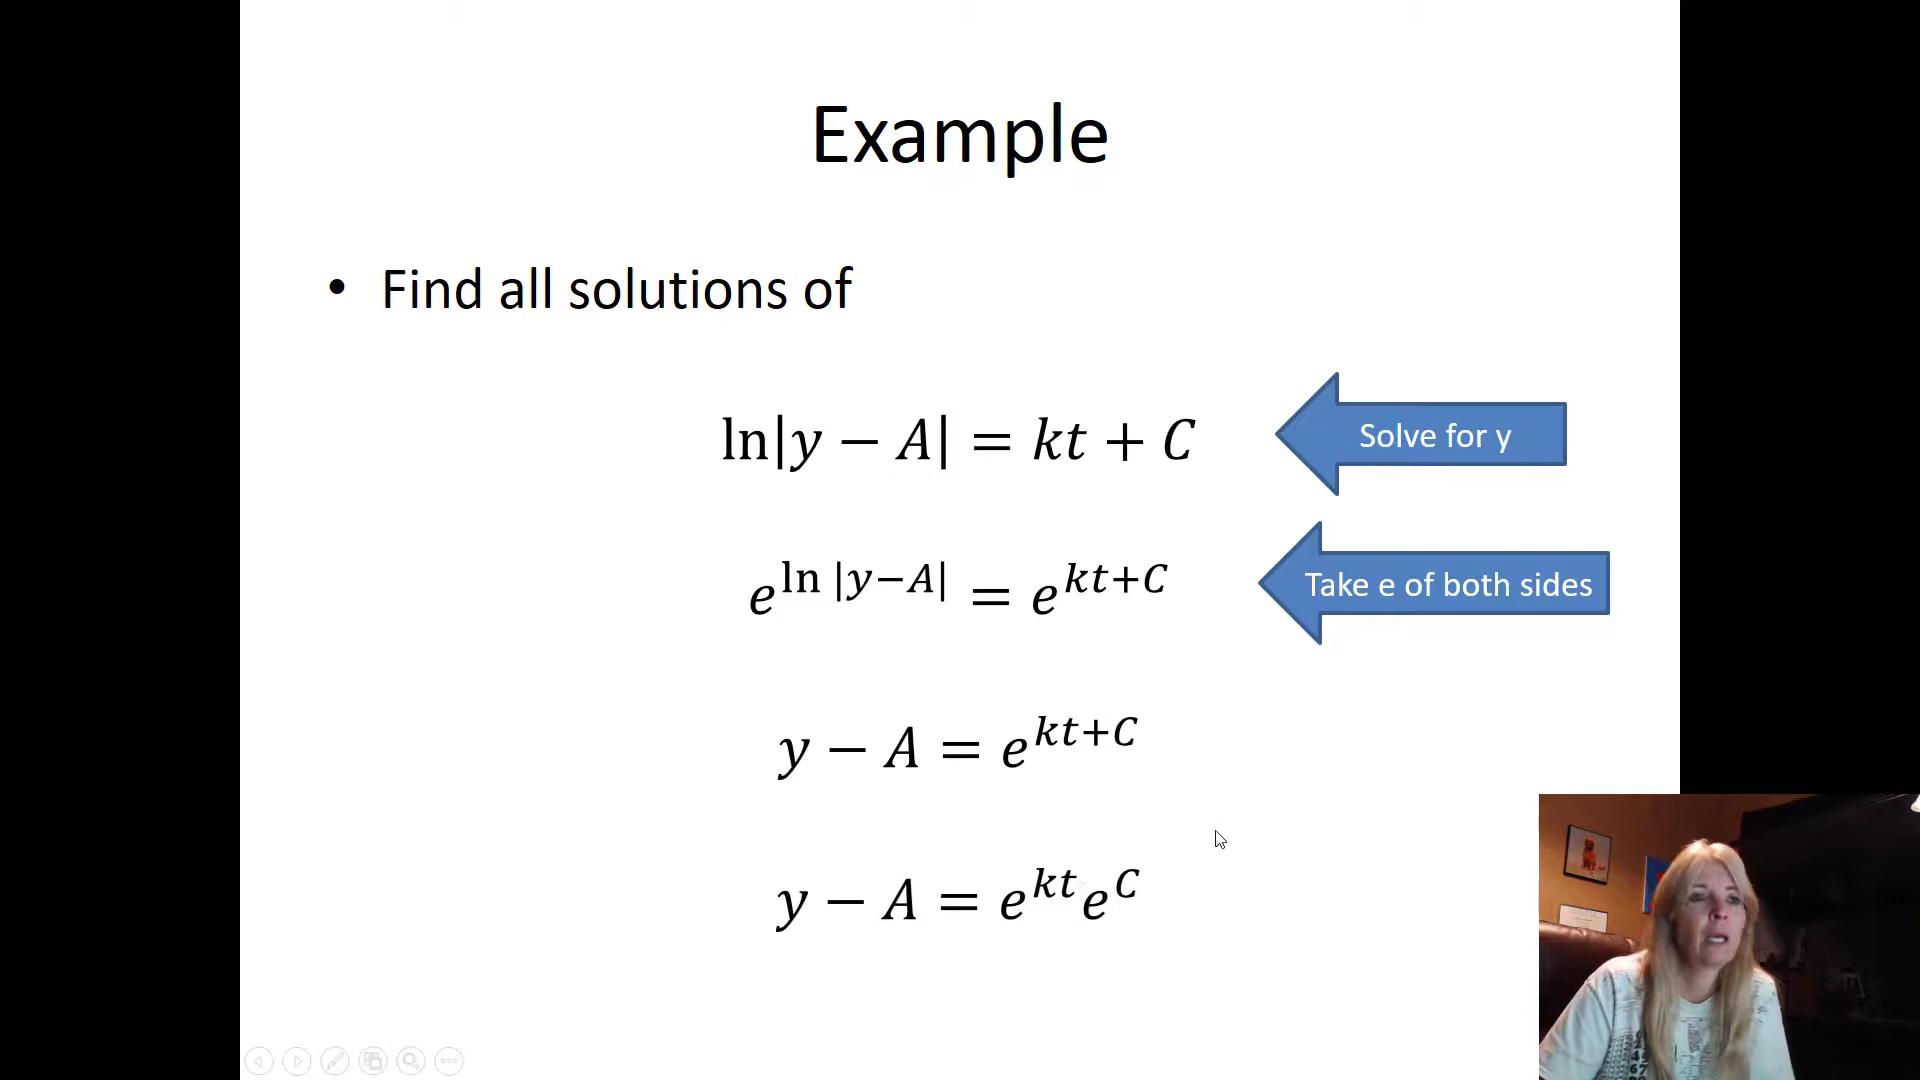 Example
• Find all solutions of
ln|y − A| = kt + C
Solve for y
e^{ln |y−A|} = e^{kt+C}
Take e of both sides
y − A = e^{kt+C}
y − A = e^{kt}e^{C}